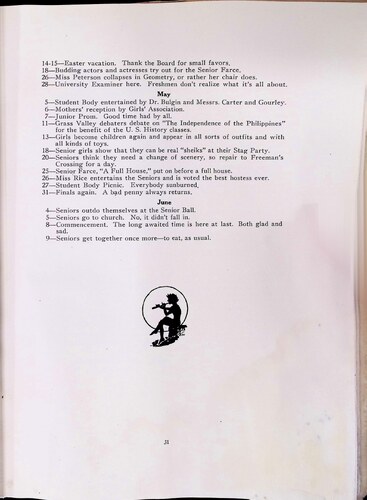 14-15—Easter vacation. Thank the Board for small favors.
18—Budding actors and actresses try out for the Senior Farce.
26—Miss Peterson collapses in Geometry, or rather her chair does.
28—University Examiner here. Freshmen don't realize what it's all about.
May
5—Student Body entertained by Dr. Bulgin and Messrs. Carter and Gourley.
6—Mothers' reception by Girls' Association.
7—Junior Prom. Good time had by all.
11—Grass Valley debaters debate on "The Independence of the Philippines"
for the benefit of the U. S. History classes.
13—Girls become children again and appear in all sorts of outfits and with
all kinds of toys.
18—Senior girls show that they can be real "sheiks" at their Stag Party.
20—Seniors think they need a change of scenery, so repair to Freeman's
Crossing for a day.
25—Senior Farce, "A Full House," put on before a full house.
26—Miss Rice entertains the Seniors and is voted the best hostess ever.
27—Student Body Picnic. Everybody sunburned.
31—Finals again. A bad penny always returns.
June
4—Seniors outdo themselves at the Senior Ball.
5—Seniors go to church. No, it didn't fall in.
8—Commencement. The long awaited time is here at last. Both glad and
sad.
9—Seniors get together once more—to eat, as usual.